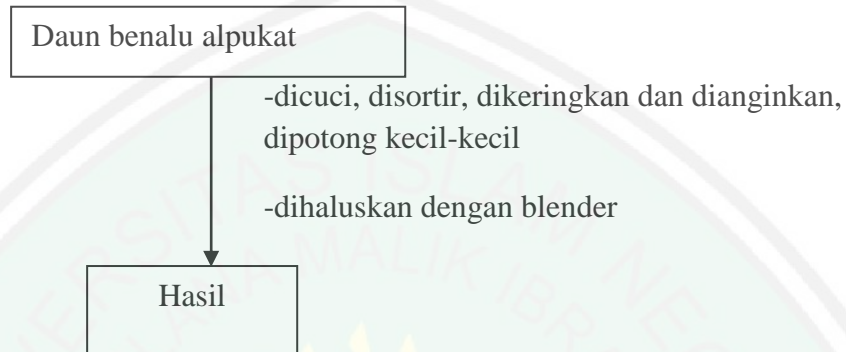 Daun benalu alpukat
-dicuci, disortir, dikeringkan dan dianginkan,
dipotong kecil-kecil
-dihaluskan dengan blender
Hasil